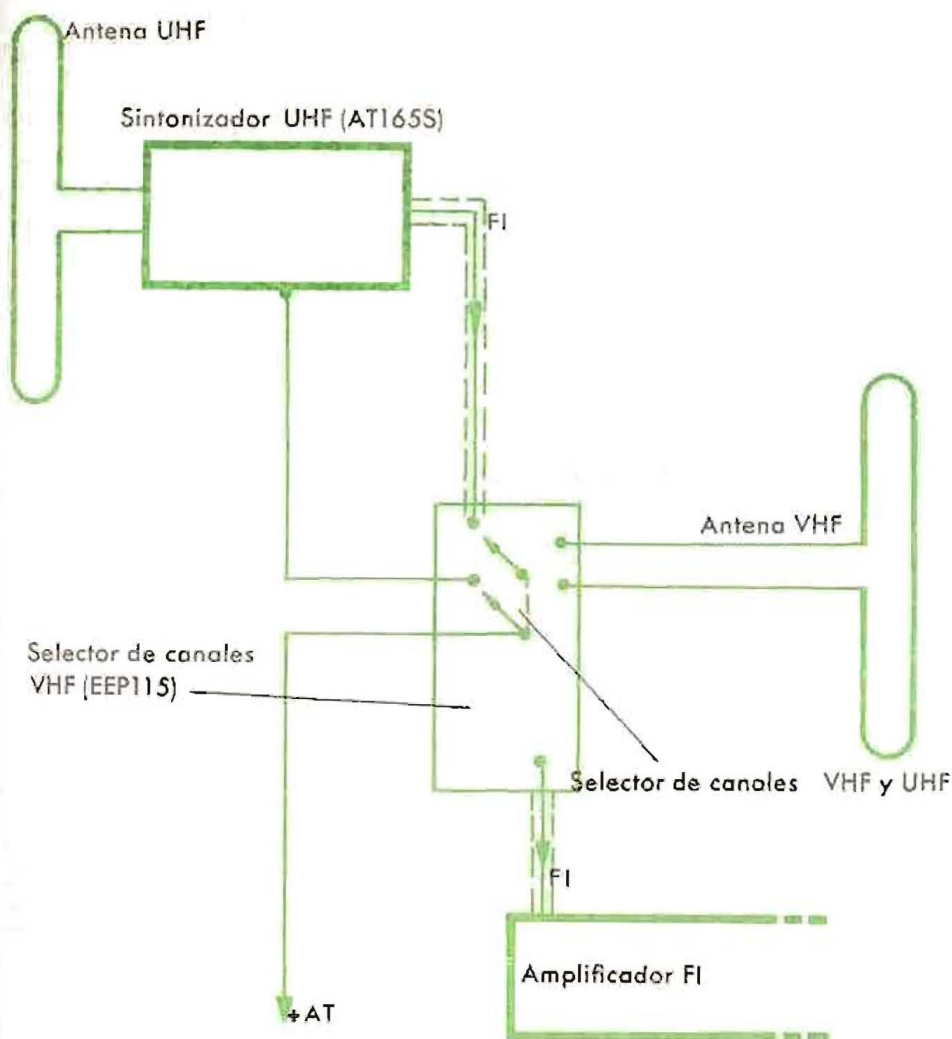 Antena UHF
Sintonizador UHF (AT165S)
FI
Antena VHF
Selector de canales
VHF (EEP115)
Selector de canales VHF y UHF
FI
Amplificador FI
+AT